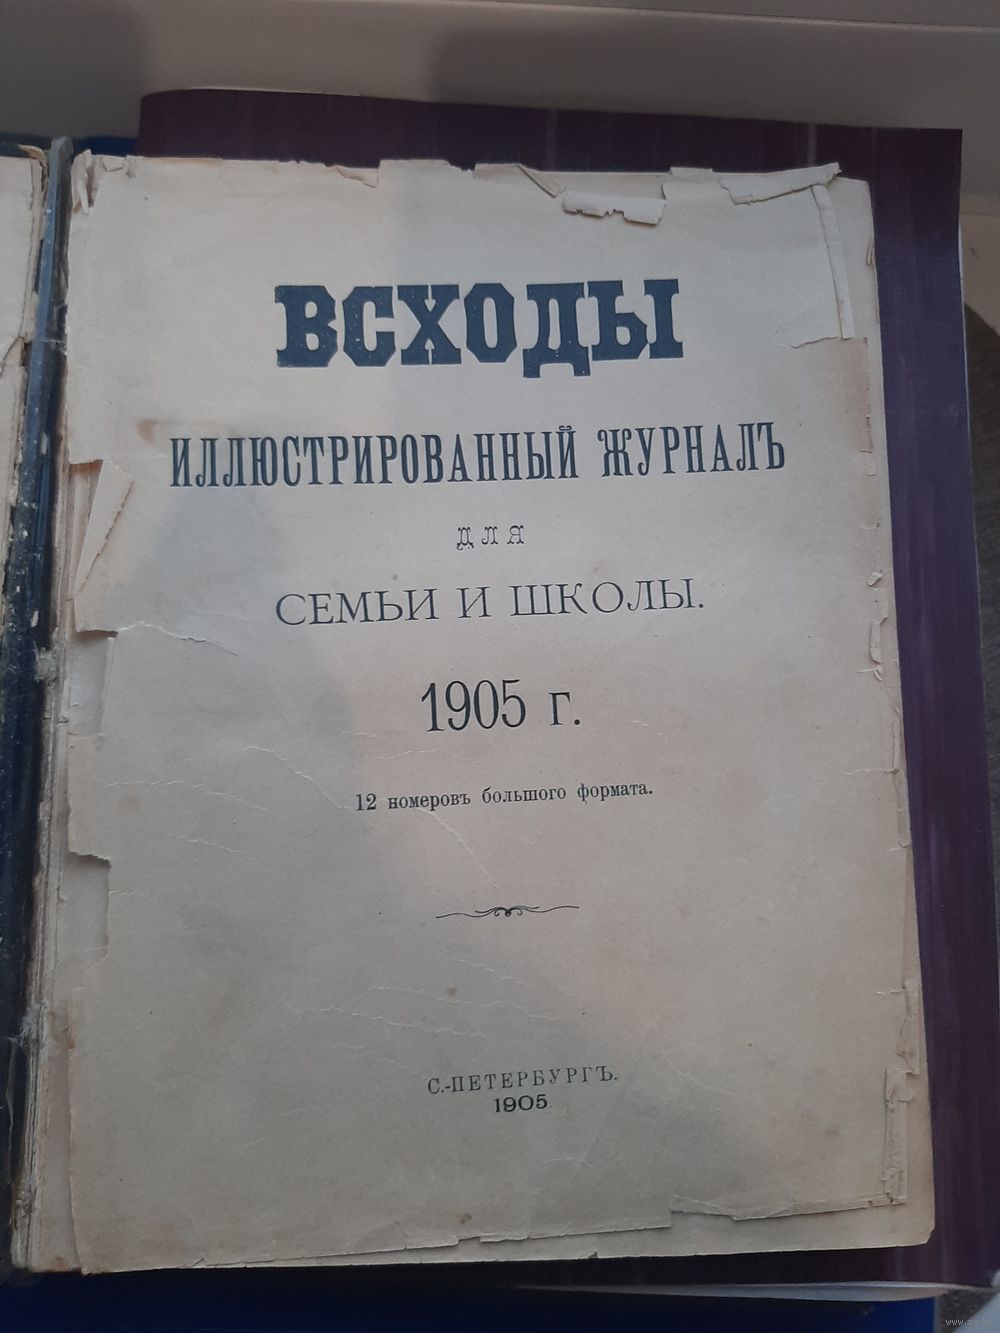 ВСХОДЫ
ИЛЛЮСТРИРОВАННЫЙ ЖУРНАЛЪ
ДЛЯ
СЕМЬИ И ШКОЛЫ.
1905 г.
12 номеровъ большого формата.
С.-ПЕТЕРБУРГЪ.
1905